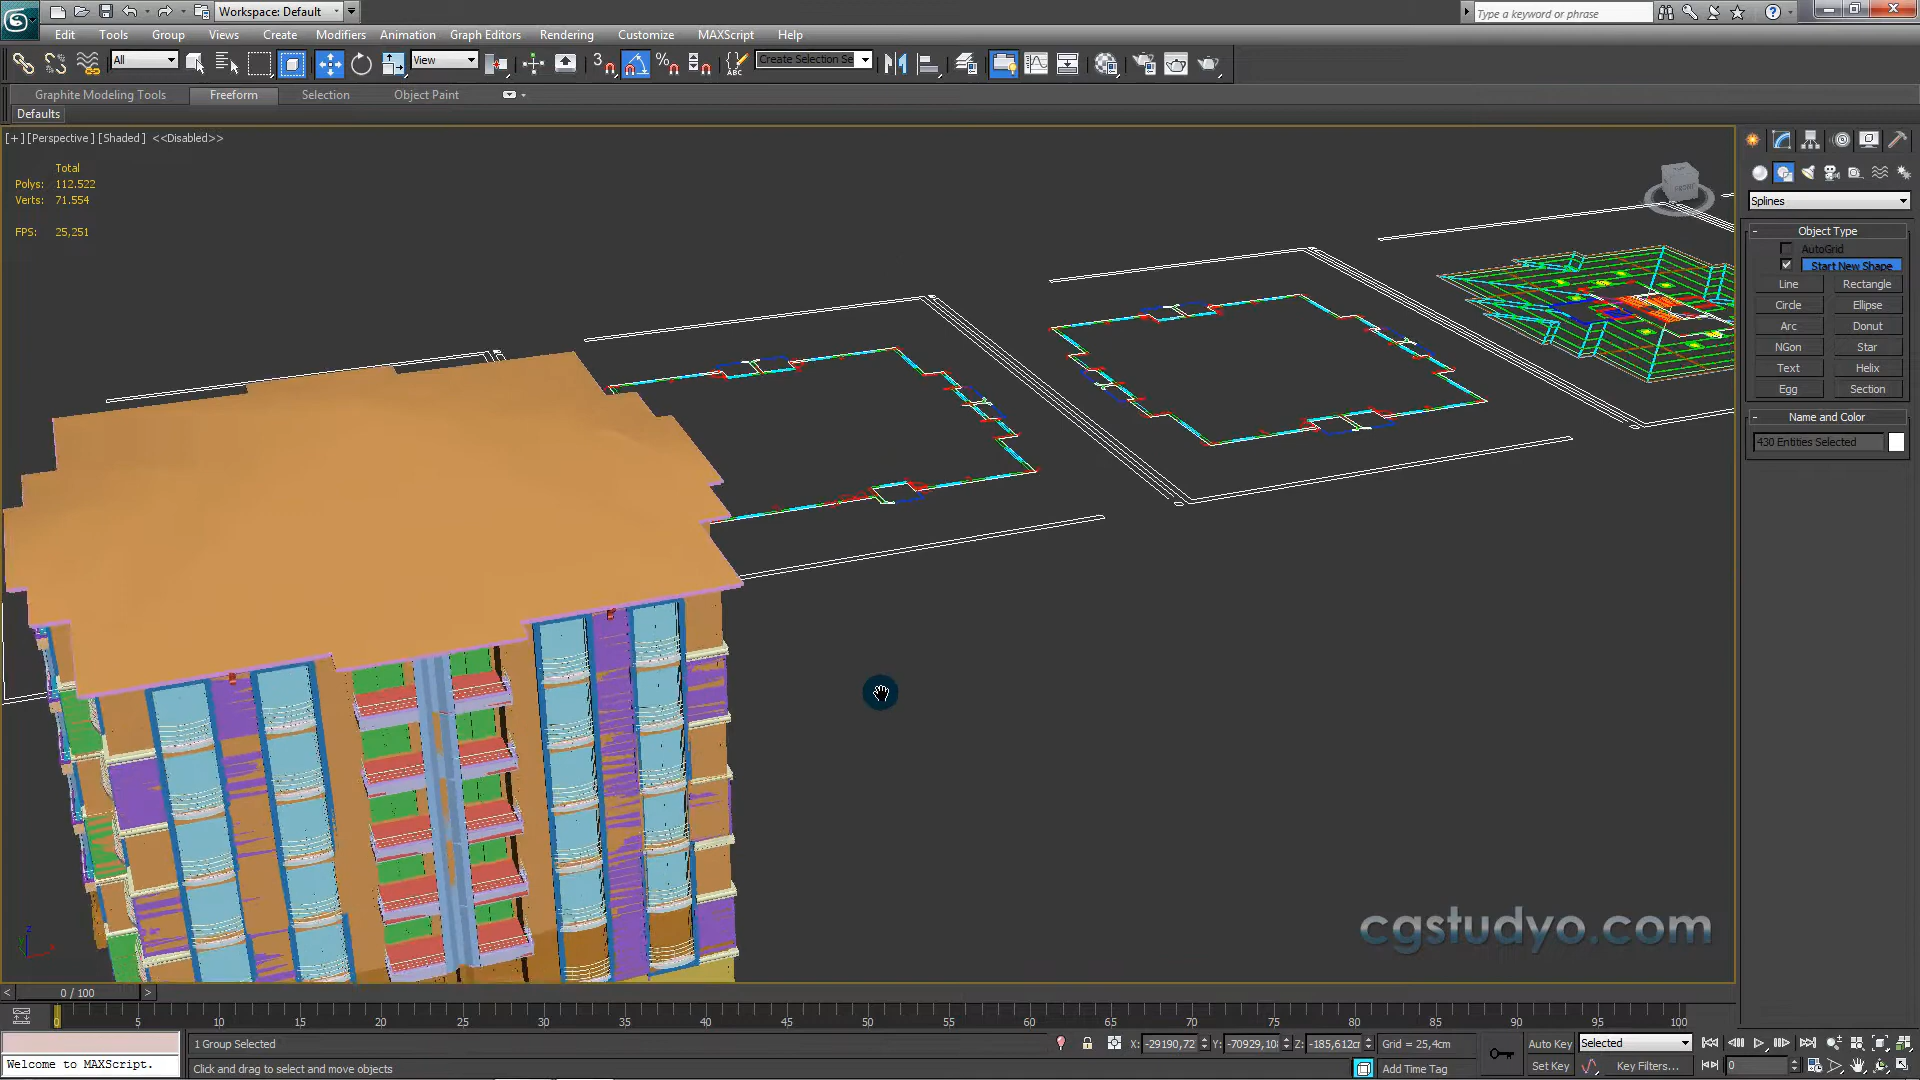 Workspace: Default
Type a keyword or phrase
Edit Tools Group Views Create Modifiers Animation Graph Editors Rendering Customize MAXScript Help
All
View
Create Selection Se
Graphite Modeling Tools Freeform Selection Object Paint
Defaults
[+][Perspective][Shaded] <<Disabled>>
Total
Polys: 112.522
Verts: 71.554
FPS: 25,251
FRONT
Splines
- Object Type
AutoGrid
Start New Shape
Line Rectangle
Circle Ellipse
Arc Donut
NGon Star
Text Helix
Egg Section
- Name and Color
430 Entities Selected
cgstudyo.com
< 0 / 100 >
0 5 10 15 20 25 30 35 40 45 50 55 60 65 70 75 80 85 90 95 100
Welcome to MAXScript.
1 Group Selected
Click and drag to select and move objects
X: -29190,72 Y: -70929,10 Z: -185,612cr
Grid = 25,4cm
Add Time Tag
Auto Key Selected
Set Key Key Filters...
0